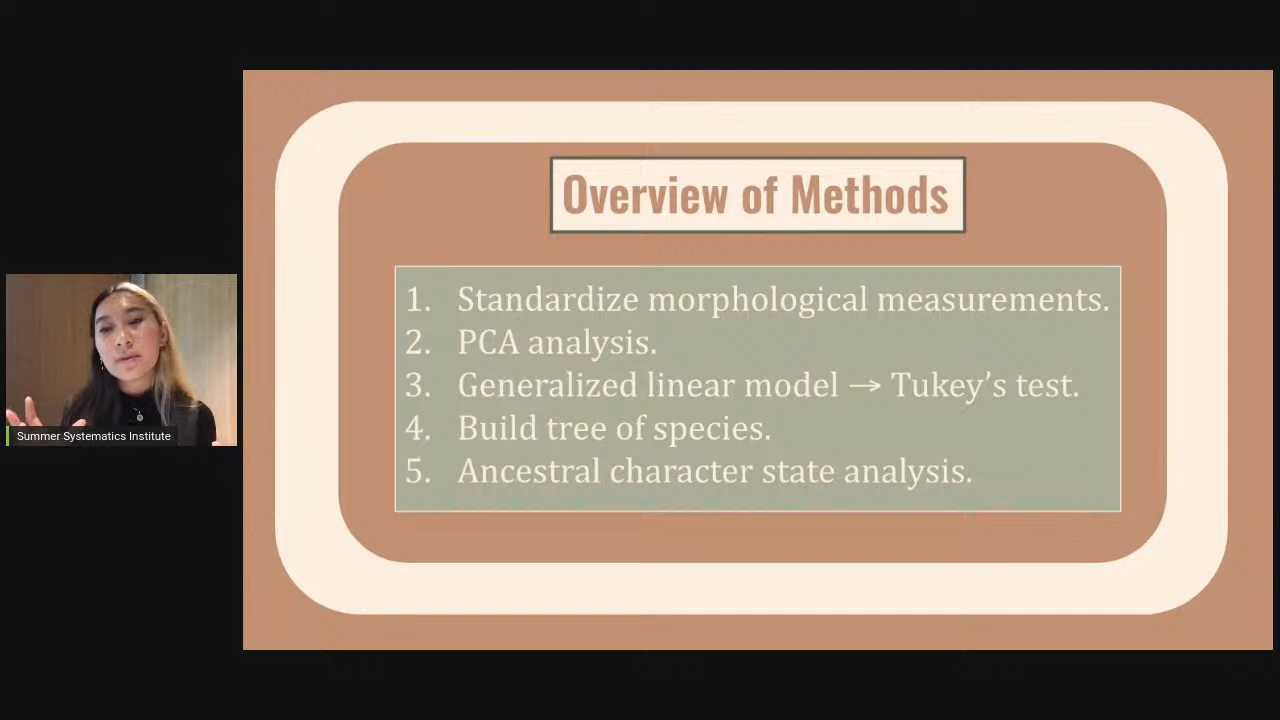 Overview of Methods
1. Standardize morphological measurements.
2. PCA analysis.
3. Generalized linear model → Tukey’s test.
4. Build tree of species.
5. Ancestral character state analysis.
Summer Systematics Institute